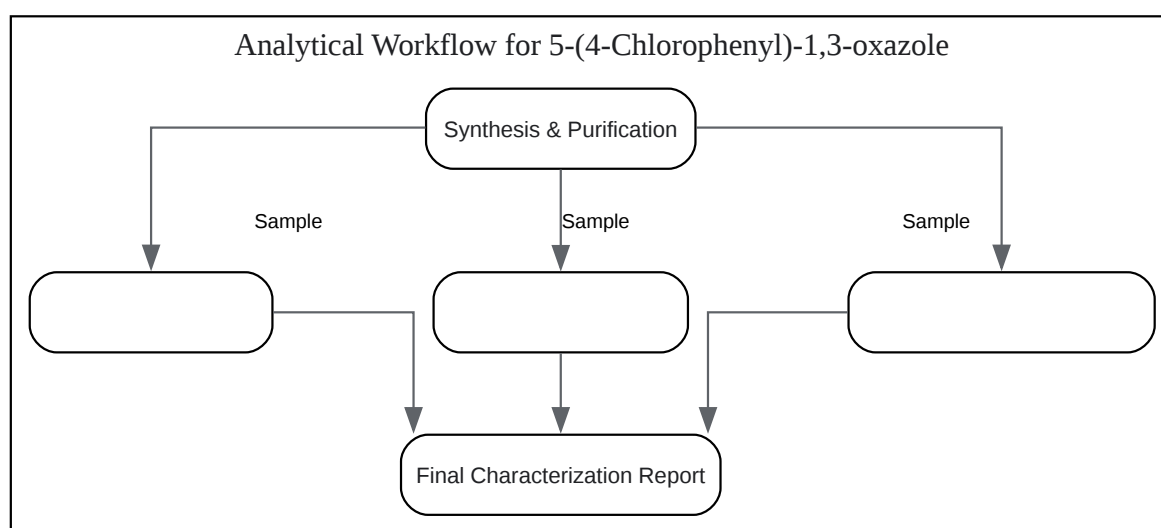 Analytical Workflow for 5-(4-Chlorophenyl)-1,3-oxazole
Synthesis & Purification
Sample
Sample
Sample
Final Characterization Report